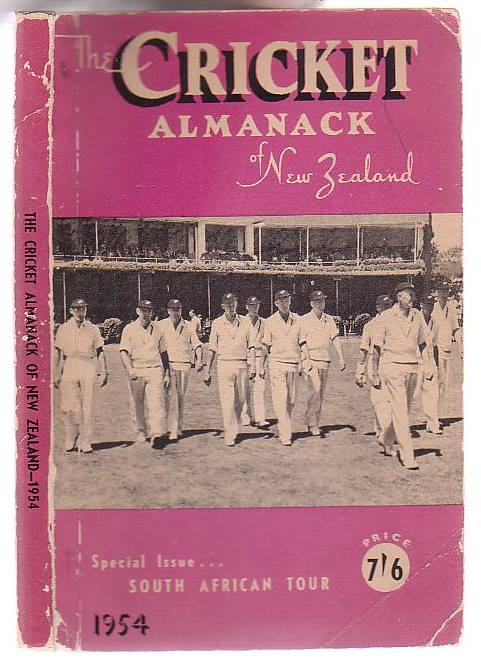 The CRICKET
ALMANACK
of New Zealand
THE CRICKET ALMANACK OF NEW ZEALAND—1954
Special Issue...
SOUTH AFRICAN TOUR
PRICE
7'6
1954